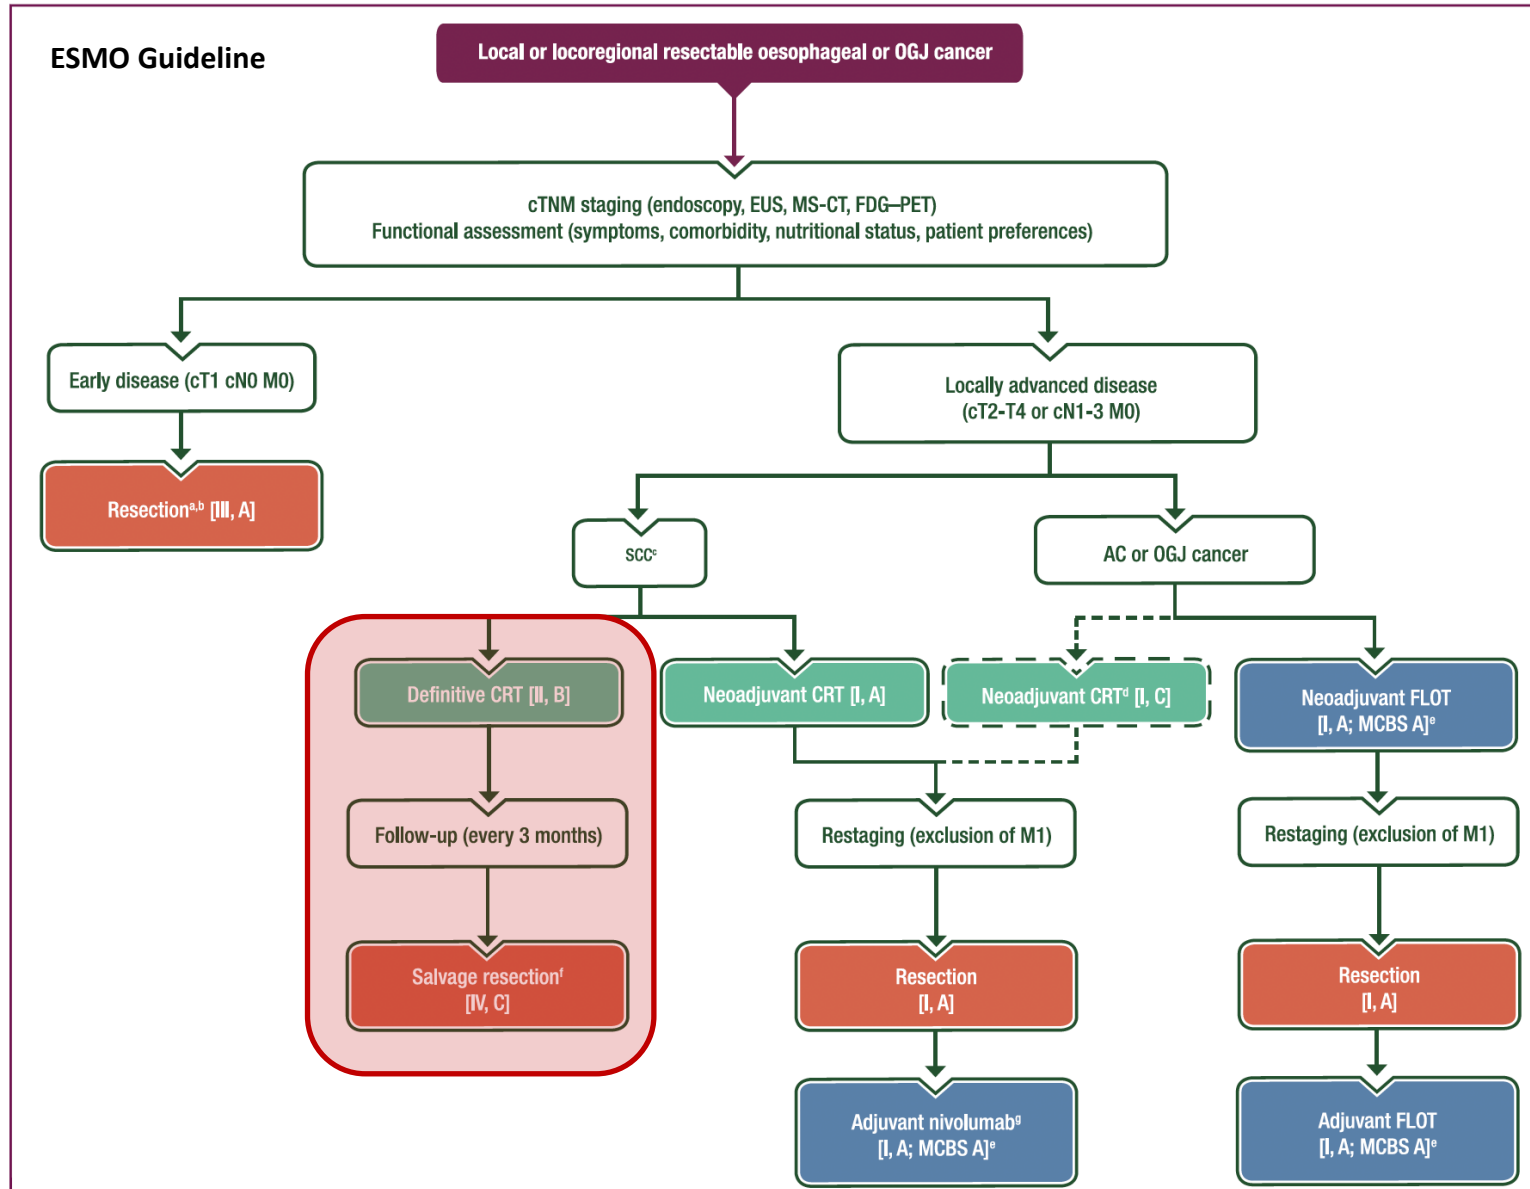 ESMO Guideline
Local or locoregional resectable oesophageal or OGJ cancer
cTNM staging (endoscopy, EUS, MS-CT, FDG–PET)
Functional assessment (symptoms, comorbidity, nutritional status, patient preferences)
Early disease (cT1 cN0 M0)
Locally advanced disease
(cT2-T4 or cN1-3 M0)
Resectionᵃ,ᵇ [III, A]
SCCᶜ
AC or OGJ cancer
Definitive CRT [II, B]
Neoadjuvant CRT [I, A]
Neoadjuvant CRTᵈ [I, C]
Neoadjuvant FLOT
[I, A; MCBS A]ᵉ
Follow-up (every 3 months)
Restaging (exclusion of M1)
Restaging (exclusion of M1)
Salvage resectionᶠ
[IV, C]
Resection
[I, A]
Resection
[I, A]
Adjuvant nivolumabᵍ
[I, A; MCBS A]ᵉ
Adjuvant FLOT
[I, A; MCBS A]ᵉ